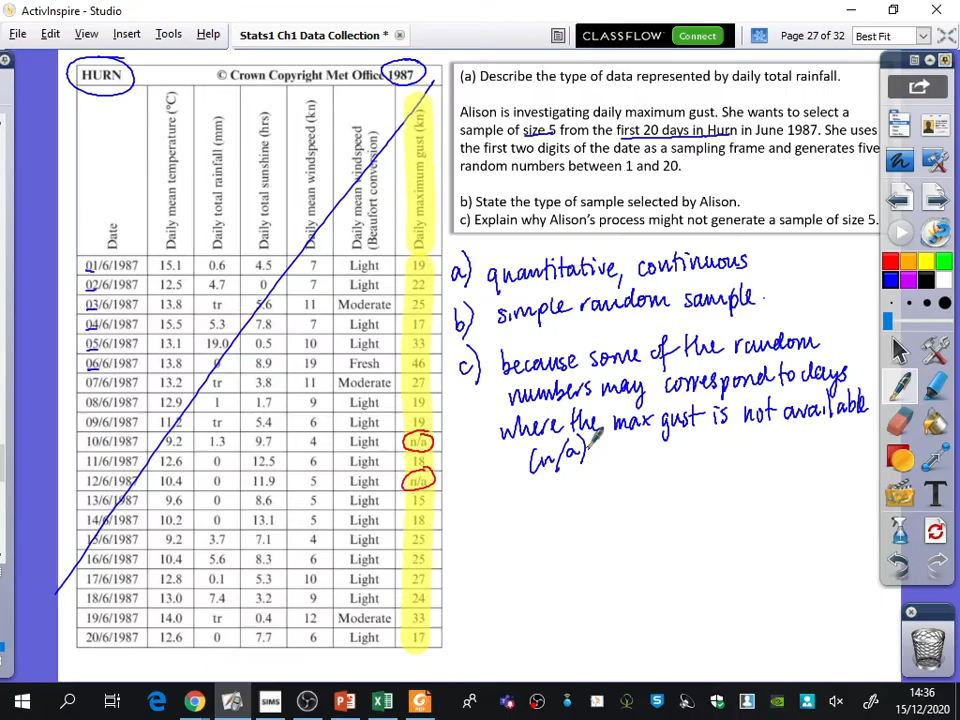 ActivInspire - Studio
File Edit View Insert Tools Help
Stats1 Ch1 Data Collection *
CLASSFLOW Connect
Page 27 of 32
Best Fit
HURN © Crown Copyright Met Office 1987
Date
Daily mean temperature (°C)
Daily total rainfall (mm)
Daily total sunshine (hrs)
Daily mean windspeed (kn)
Daily mean windspeed (Beaufort conversion)
Daily maximum gust (kn)
01/6/1987 15.1 0.6 4.5 7 Light 19
02/6/1987 12.5 4.7 0 7 Light 22
03/6/1987 13.8 tr 5.6 11 Moderate 25
04/6/1987 15.5 5.3 7.8 7 Light 17
05/6/1987 13.1 19.0 0.5 10 Light 33
06/6/1987 13.8 0 8.9 19 Fresh 46
07/6/1987 13.2 tr 3.8 11 Moderate 27
08/6/1987 12.9 1 1.7 9 Light 19
09/6/1987 11.2 tr 5.4 6 Light 19
10/6/1987 9.2 1.3 9.7 4 Light n/a
11/6/1987 12.6 0 12.5 6 Light 18
12/6/1987 10.4 0 11.9 5 Light n/a
13/6/1987 9.6 0 8.6 5 Light 15
14/6/1987 10.2 0 13.1 5 Light 18
15/6/1987 9.2 3.7 7.1 4 Light 25
16/6/1987 10.4 5.6 8.3 6 Light 25
17/6/1987 12.8 0.1 5.3 10 Light 27
18/6/1987 13.0 7.4 3.2 9 Light 24
19/6/1987 14.0 tr 0.4 12 Moderate 33
20/6/1987 12.6 0 7.7 6 Light 17
(a) Describe the type of data represented by daily total rainfall.
Alison is investigating daily maximum gust. She wants to select a
sample of size 5 from the first 20 days in Hurn in June 1987. She uses
the first two digits of the date as a sampling frame and generates five
random numbers between 1 and 20.
b) State the type of sample selected by Alison.
c) Explain why Alison's process might not generate a sample of size 5.
a) quantitative, continuous
b) simple random sample
c) because some of the random
numbers may correspond to days
where the max gust is not available
(n/a)
SIMS
14:36
15/12/2020